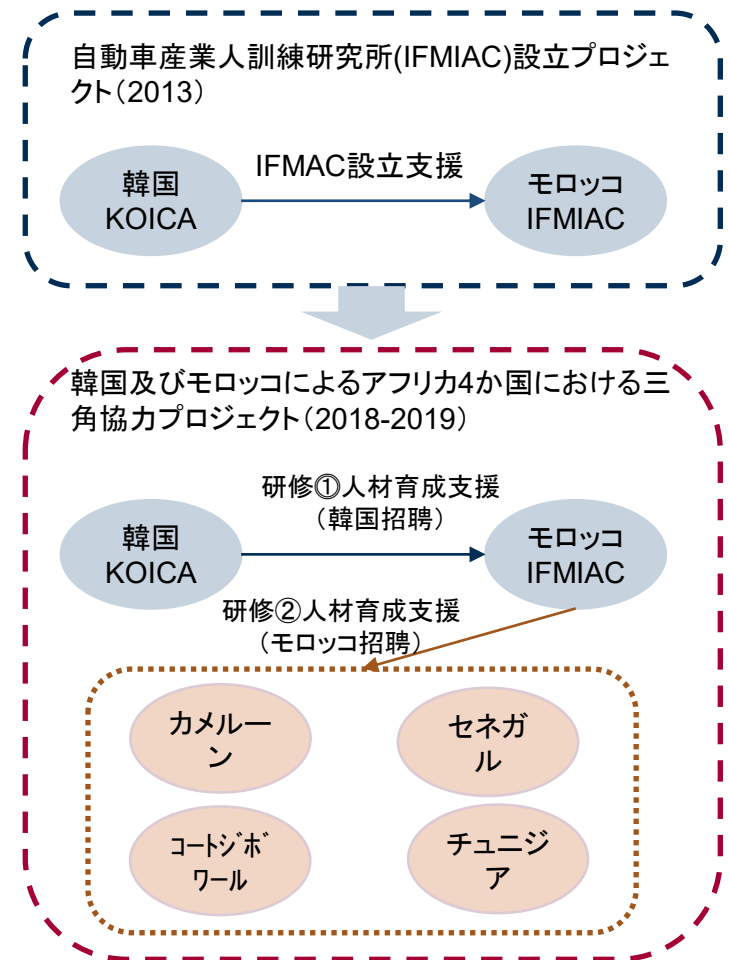 自動車産業人訓練研究所(IFMIAC)設立プロジェ
クト（2013）
韓国
KOICA
IFMAC設立支援
モロッコ
IFMIAC
韓国及びモロッコによるアフリカ4か国における三
角協力プロジェクト（2018-2019）
研修①人材育成支援
（韓国招聘）
韓国
KOICA
モロッコ
IFMIAC
研修②人材育成支援
（モロッコ招聘）
カメルー
ン
セネガ
ル
コートジボ
ワール
チュニジ
ア